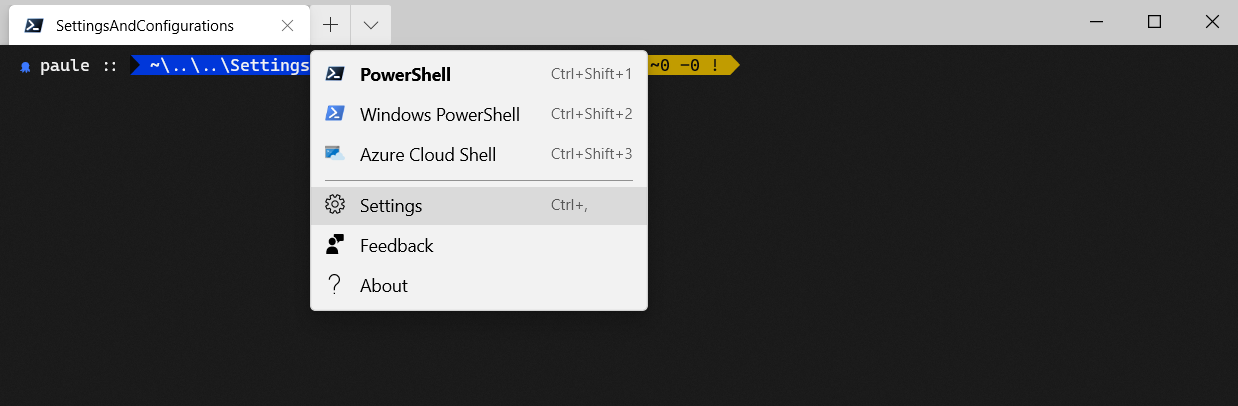 SettingsAndConfigurations
paule :: ~\..\..\Settings ~0 -0 !
PowerShell Ctrl+Shift+1
Windows PowerShell Ctrl+Shift+2
Azure Cloud Shell Ctrl+Shift+3
Settings Ctrl+,
Feedback
About